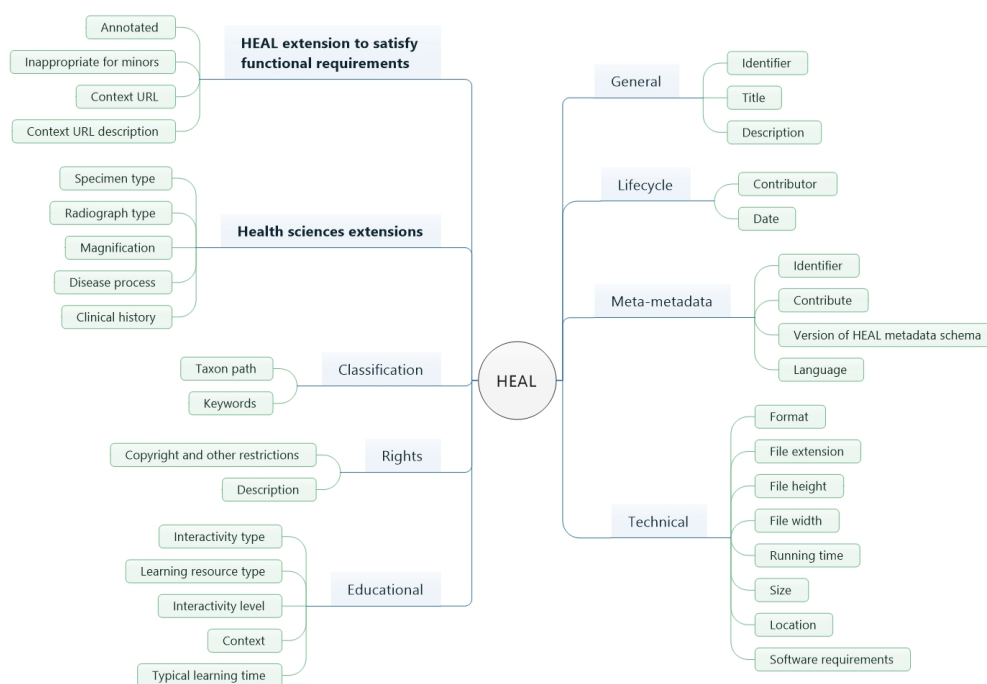 HEAL
General
Identifier
Title
Description
Lifecycle
Contributor
Date
Meta-metadata
Identifier
Contribute
Version of HEAL metadata schema
Language
Technical
Format
File extension
File height
File width
Running time
Size
Location
Software requirements
HEAL extension to satisfy
functional requirements
Annotated
Inappropriate for minors
Context URL
Context URL description
Health sciences extensions
Specimen type
Radiograph type
Magnification
Disease process
Clinical history
Classification
Taxon path
Keywords
Rights
Copyright and other restrictions
Description
Educational
Interactivity type
Learning resource type
Interactivity level
Context
Typical learning time